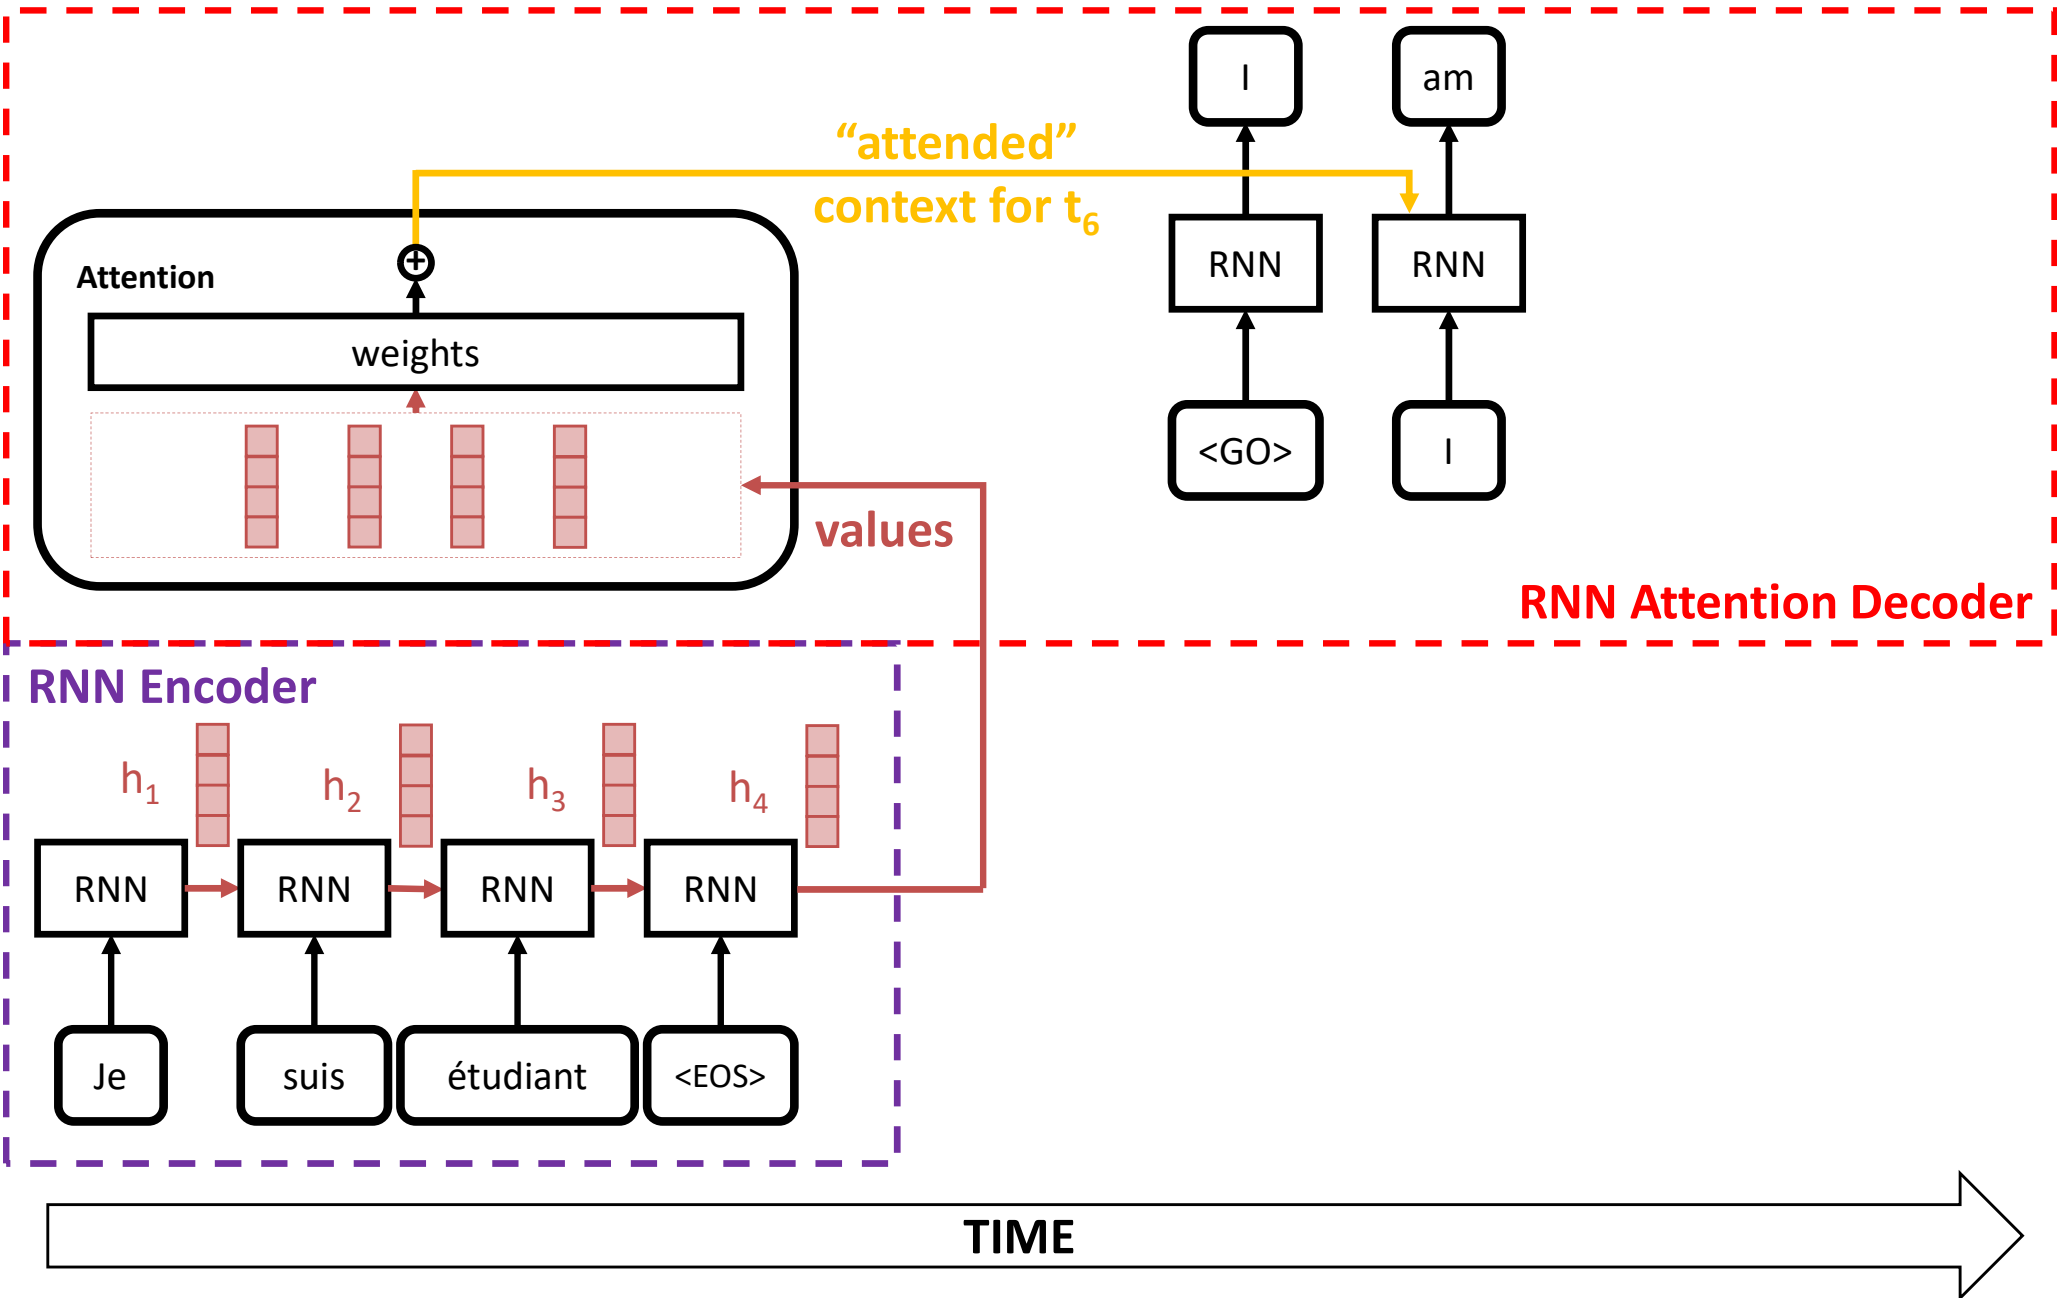 I
am
“attended”
context for t₆
Attention
RNN
RNN
weights
<GO>
I
values
RNN Attention Decoder
RNN Encoder
h₁
h₂
h₃
h₄
RNN
RNN
RNN
RNN
Je
suis
étudiant
<EOS>
TIME